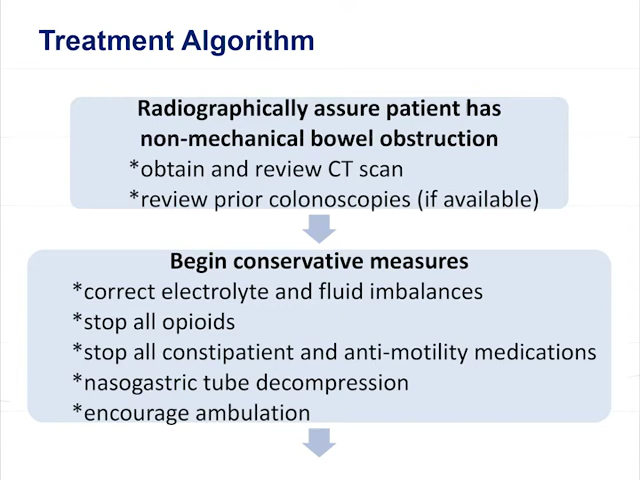 Treatment Algorithm
Radiographically assure patient has
non-mechanical bowel obstruction
*obtain and review CT scan
*review prior colonoscopies (if available)
Begin conservative measures
*correct electrolyte and fluid imbalances
*stop all opioids
*stop all constipatient and anti-motility medications
*nasogastric tube decompression
*encourage ambulation